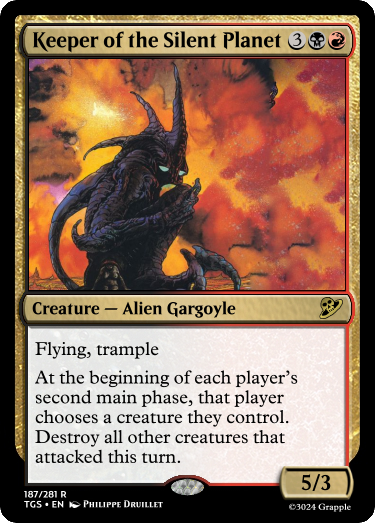 Keeper of the Silent Planet 3
Creature — Alien Gargoyle
Flying, trample
At the beginning of each player's
second main phase, that player
chooses a creature they control.
Destroy all other creatures that
attacked this turn.
5/3
187/281 R
TGS • EN Philippe Druillet
©3024 Grapple